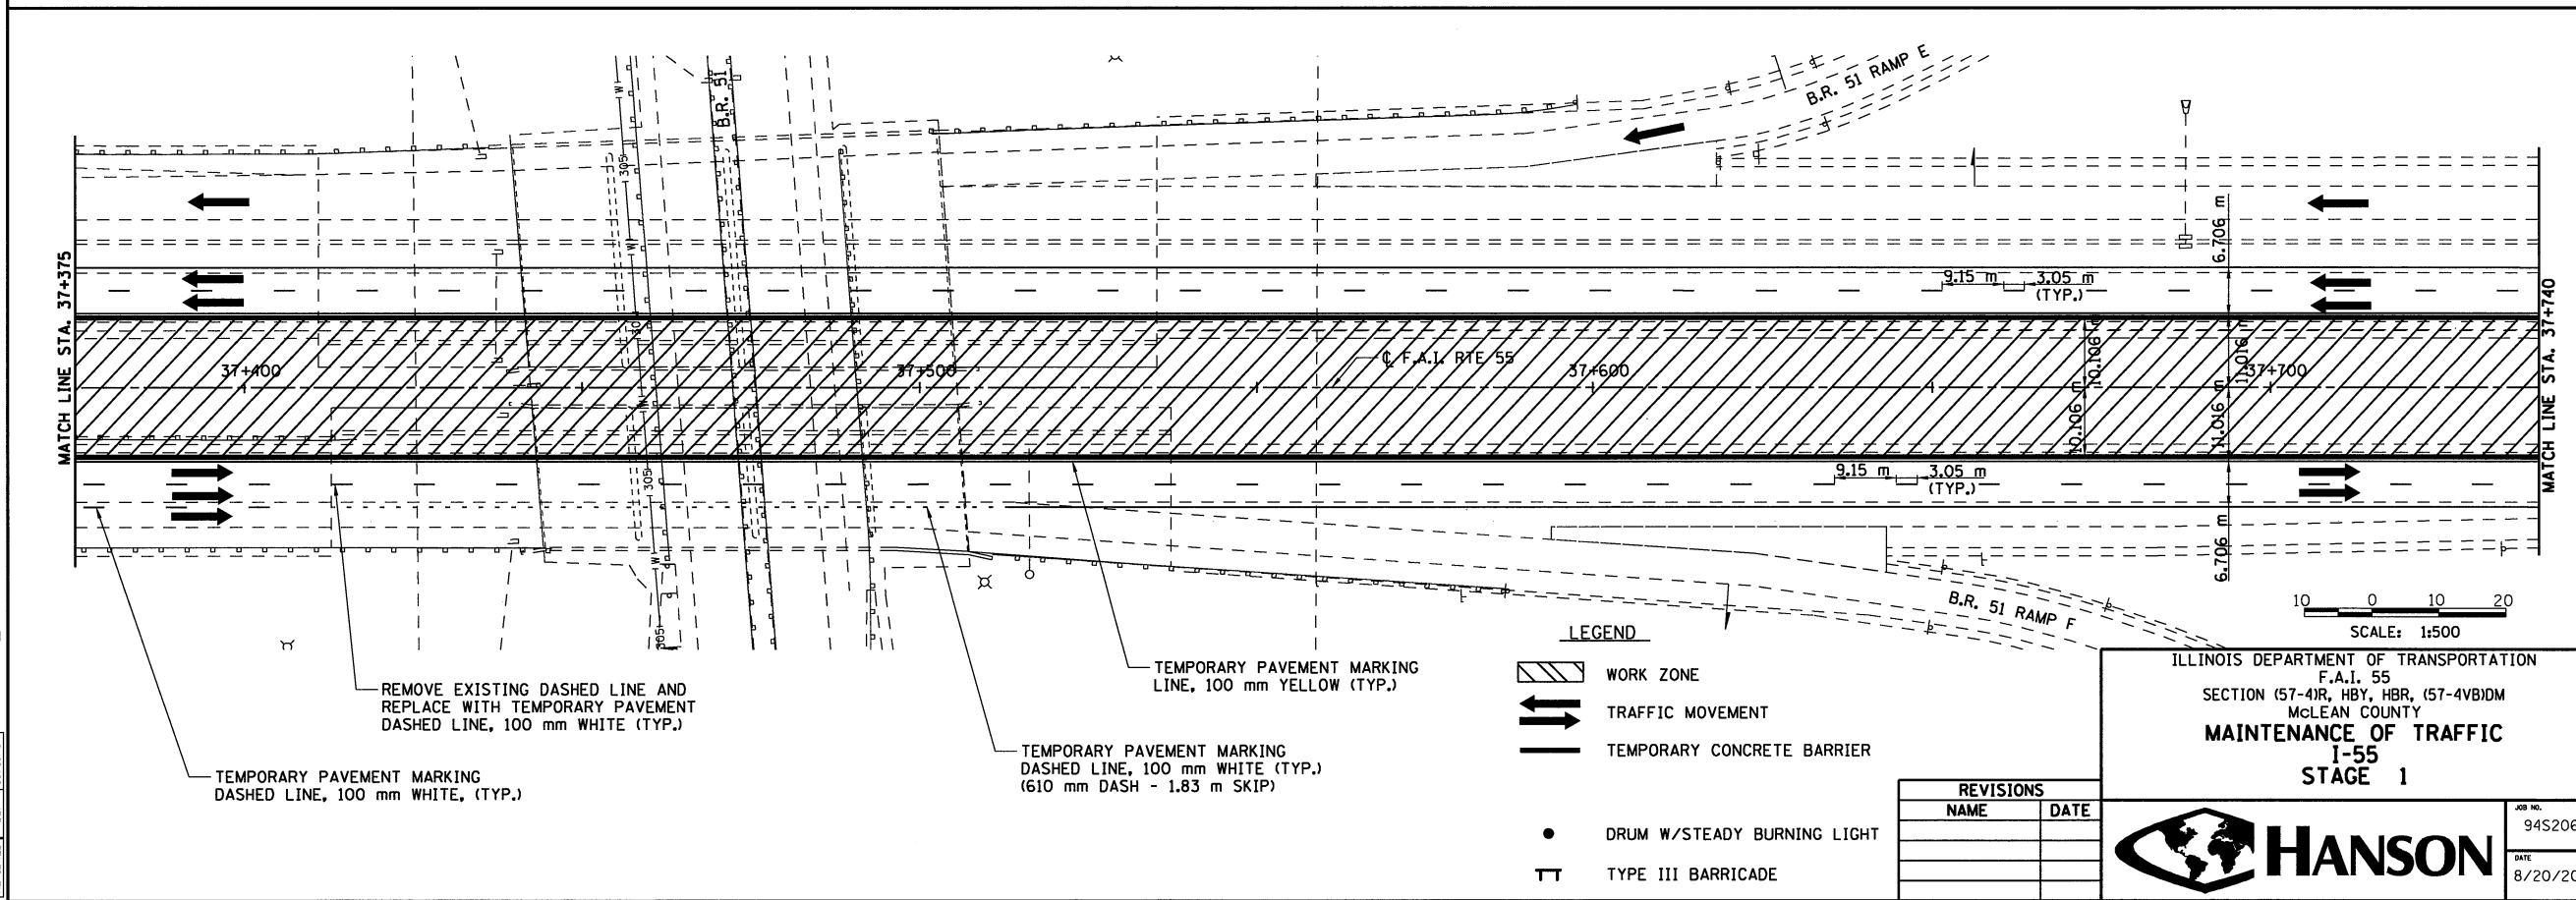 B.R. 51
B.R. 51 RAMP E
W
305
W
6.706 m
MATCH LINE STA. 37+375
9.15 m
3.05 m
(TYP.)
MATCH LINE STA. 37+740
℄ F.A.I. RTE 55
37+400
37+500
37+600
37+700
10.106 m
11.016 m
10.106 m
11.016 m
W
305
9.15 m
3.05 m
(TYP.)
W
305
6.706 m
B.R. 51 RAMP F
10 0 10 20
SCALE: 1:500
LEGEND
WORK ZONE
TRAFFIC MOVEMENT
TEMPORARY CONCRETE BARRIER
DRUM W/STEADY BURNING LIGHT
TYPE III BARRICADE
TEMPORARY PAVEMENT MARKING
LINE, 100 mm YELLOW (TYP.)
REMOVE EXISTING DASHED LINE AND
REPLACE WITH TEMPORARY PAVEMENT
DASHED LINE, 100 mm WHITE (TYP.)
TEMPORARY PAVEMENT MARKING
DASHED LINE, 100 mm WHITE (TYP.)
(610 mm DASH - 1.83 m SKIP)
TEMPORARY PAVEMENT MARKING
DASHED LINE, 100 mm WHITE, (TYP.)
ILLINOIS DEPARTMENT OF TRANSPORTATION
F.A.I. 55
SECTION (57-4)R, HBY, HBR, (57-4VB)DM
McLEAN COUNTY
MAINTENANCE OF TRAFFIC
I-55
STAGE 1
REVISIONS
NAME DATE
HANSON
JOB NO.
94S206
DATE
8/20/20